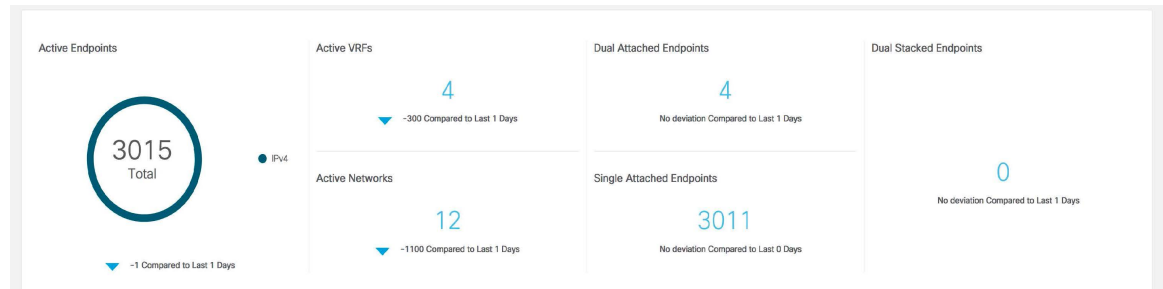 Active Endpoints
3015
Total
IPv4
-1 Compared to Last 1 Days
Active VRFs
4
-300 Compared to Last 1 Days
Active Networks
12
-1100 Compared to Last 1 Days
Dual Attached Endpoints
4
No deviation Compared to Last 1 Days
Single Attached Endpoints
3011
No deviation Compared to Last 0 Days
Dual Stacked Endpoints
0
No deviation Compared to Last 1 Days